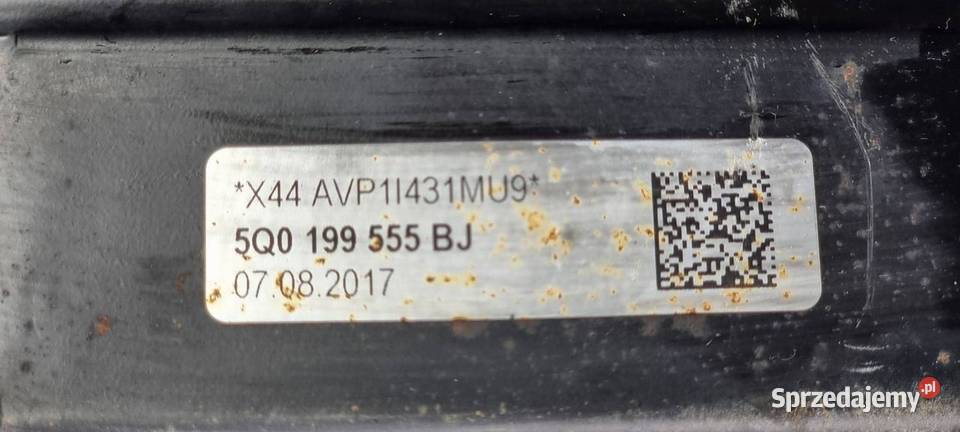 *X44 AVP1I431MU9*
5Q0 199 555 BJ
07.08.2017
Sprzedajemy.pl